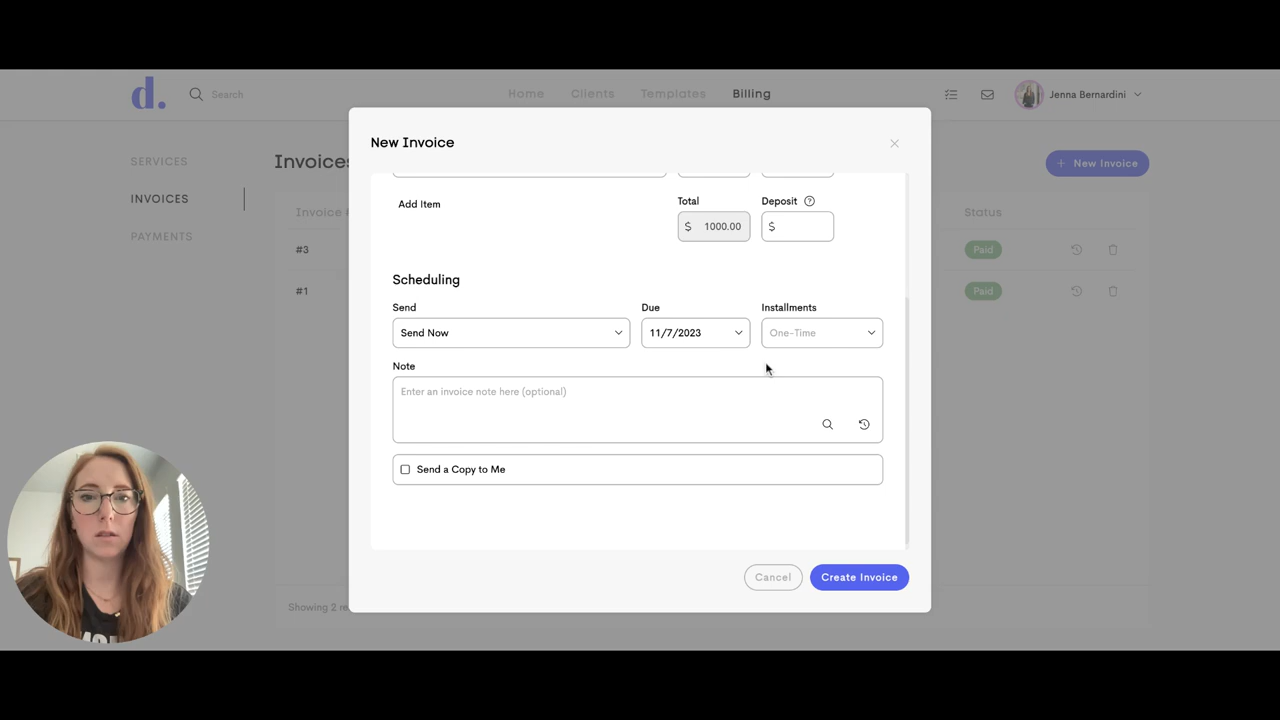 d.
Search
Home
Clients
Templates
Billing
Jenna Bernardini
New Invoice
SERVICES
INVOICES
PAYMENTS
Invoices
+ New Invoice
Invoice
Status
#3
Paid
#1
Paid
Add Item
Total
Deposit ?
$ 1000.00
$
Scheduling
Send
Due
Installments
Send Now
11/7/2023
One-Time
Note
Enter an invoice note here (optional)
Send a Copy to Me
Showing 2
Cancel
Create Invoice